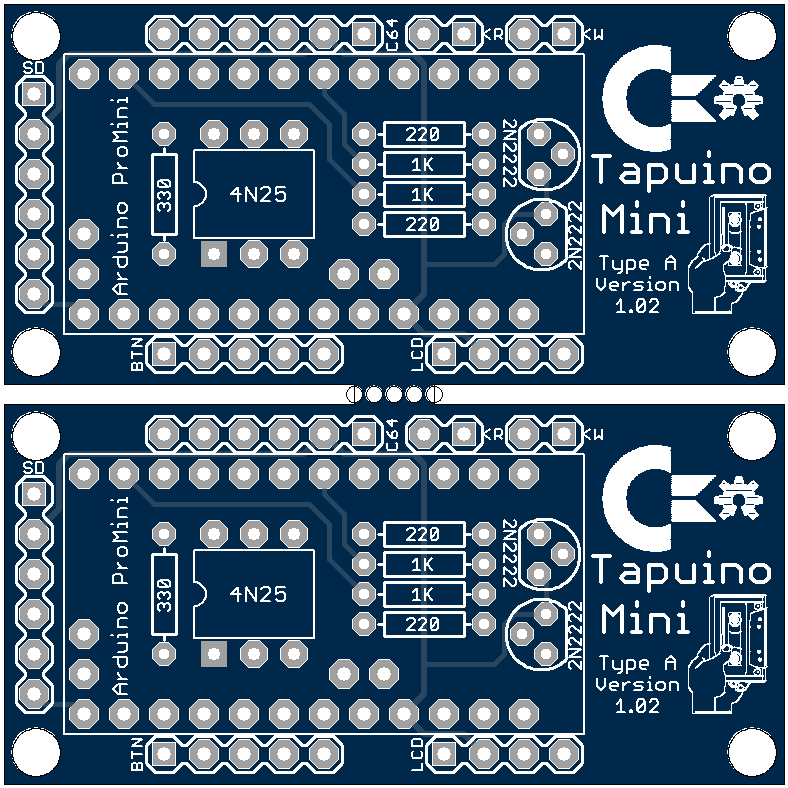 C64
KR
KW
SD
Arduino ProMini
330
4N25
220
1K
1K
220
2N2222
2N2222
Tapuino
Mini
Type A
Version
1.02
BTN
LCD
C64
KR
KW
SD
Arduino ProMini
330
4N25
220
1K
1K
220
2N2222
2N2222
Tapuino
Mini
Type A
Version
1.02
BTN
LCD